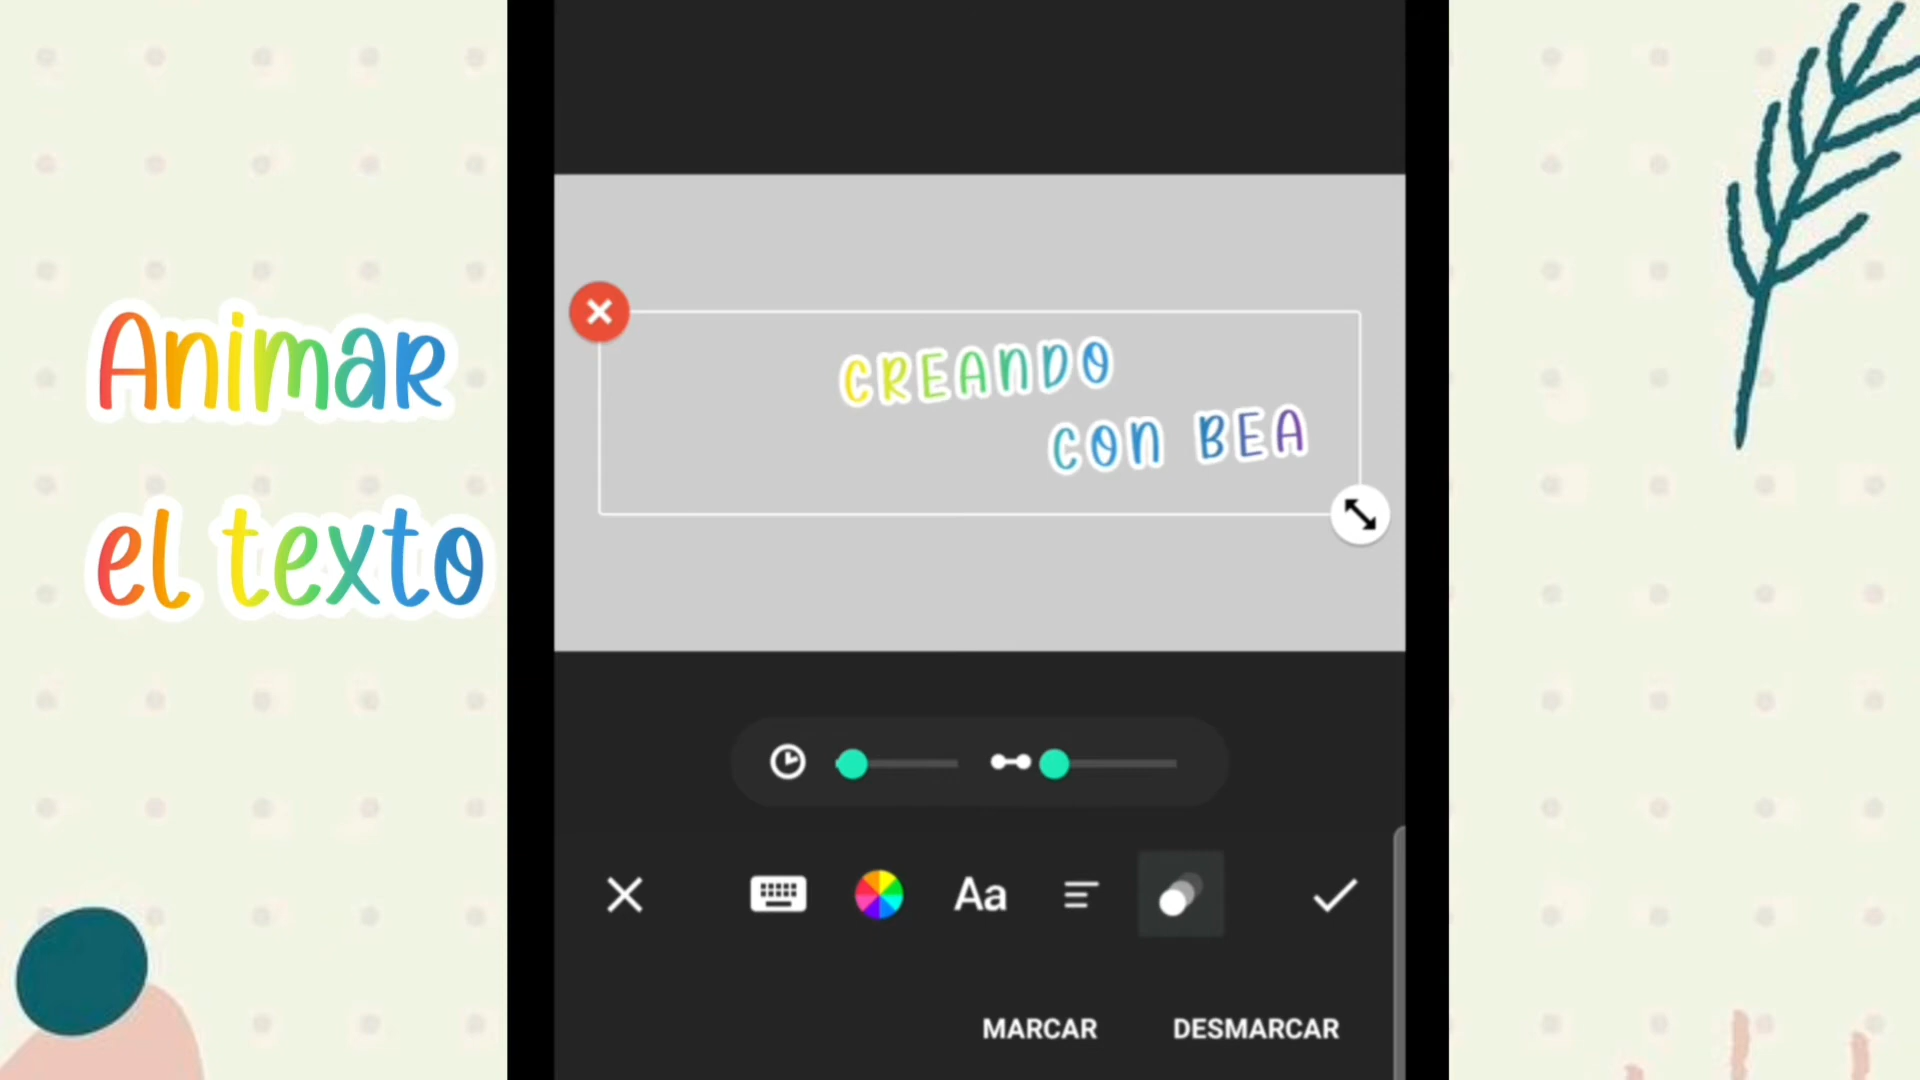 Animar
el texto
CREANDO
CON BEA
Aa
MARCAR
DESMARCAR